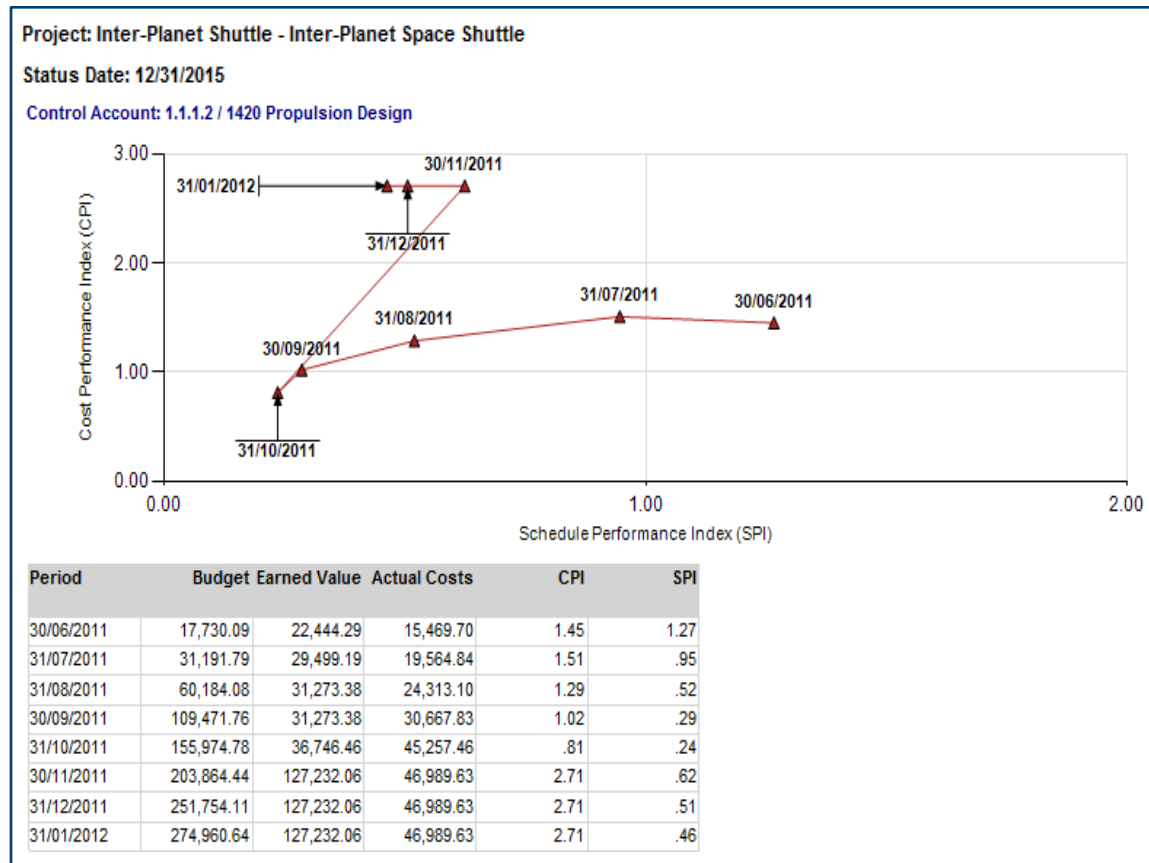 Project: Inter-Planet Shuttle - Inter-Planet Space Shuttle
Status Date: 12/31/2015
Control Account: 1.1.1.2 / 1420 Propulsion Design
3.00
30/11/2011
31/01/2012
31/12/2011
2.00
31/07/2011
30/06/2011
31/08/2011
30/09/2011
1.00
31/10/2011
0.00
Cost Performance Index (CPI)
0.00 1.00 2.00
Schedule Performance Index (SPI)
Period Budget Earned Value Actual Costs CPI SPI
30/06/2011 17,730.09 22,444.29 15,469.70 1.45 1.27
31/07/2011 31,191.79 29,499.19 19,564.84 1.51 .95
31/08/2011 60,184.08 31,273.38 24,313.10 1.29 .52
30/09/2011 109,471.76 31,273.38 30,667.83 1.02 .29
31/10/2011 155,974.78 36,746.46 45,257.46 .81 .24
30/11/2011 203,864.44 127,232.06 46,989.63 2.71 .62
31/12/2011 251,754.11 127,232.06 46,989.63 2.71 .51
31/01/2012 274,960.64 127,232.06 46,989.63 2.71 .46